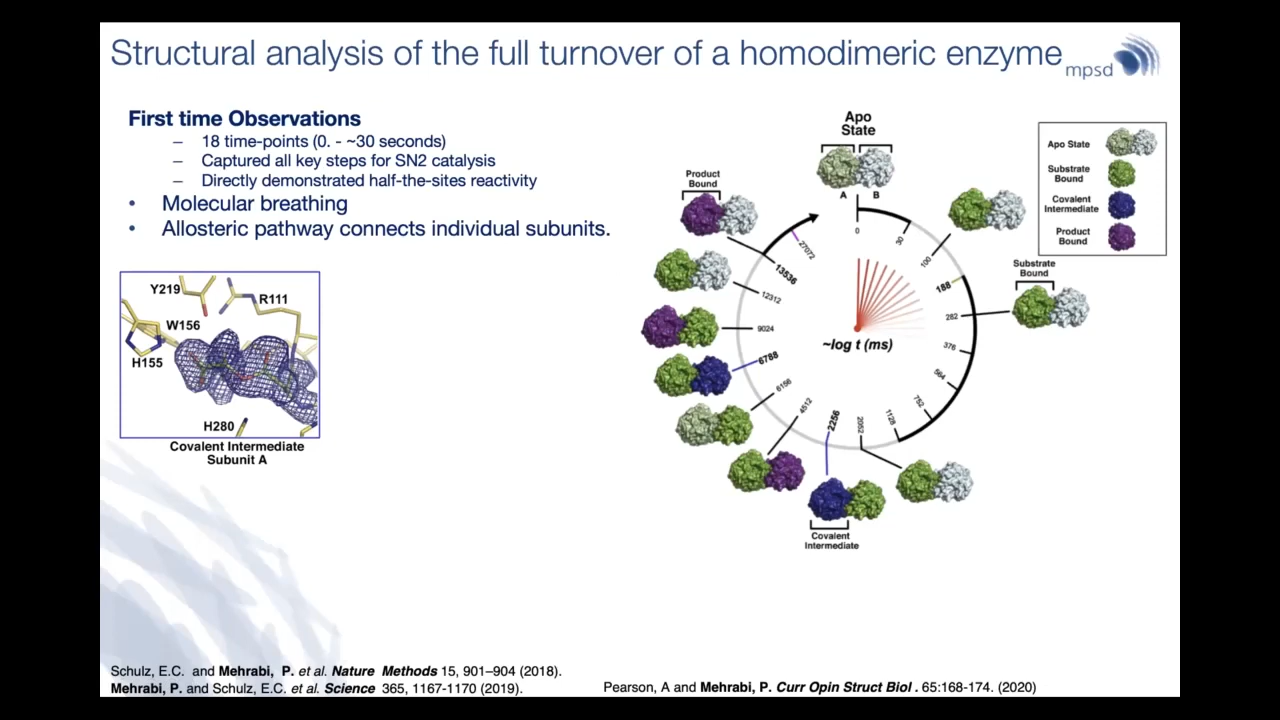 Structural analysis of the full turnover of a homodimeric enzyme
mpsd
First time Observations
– 18 time-points (0. - ~30 seconds)
– Captured all key steps for SN2 catalysis
– Directly demonstrated half-the-sites reactivity
• Molecular breathing
• Allosteric pathway connects individual subunits.
Y219
R111
W156
H155
H280
Covalent Intermediate
Subunit A
Apo
State
A
B
Product
Bound
Substrate
Bound
Covalent
Intermediate
0
30
100
188
282
376
564
752
1128
2052
2256
4512
6156
6788
9024
12312
13536
27072
~log t (ms)
Apo State
Substrate
Bound
Covalent
Intermediate
Product
Bound
Schulz, E.C. and Mehrabi, P. et al. Nature Methods 15, 901–904 (2018).
Mehrabi, P. and Schulz, E.C. et al. Science 365, 1167-1170 (2019).
Pearson, A and Mehrabi, P. Curr Opin Struct Biol . 65:168-174. (2020)